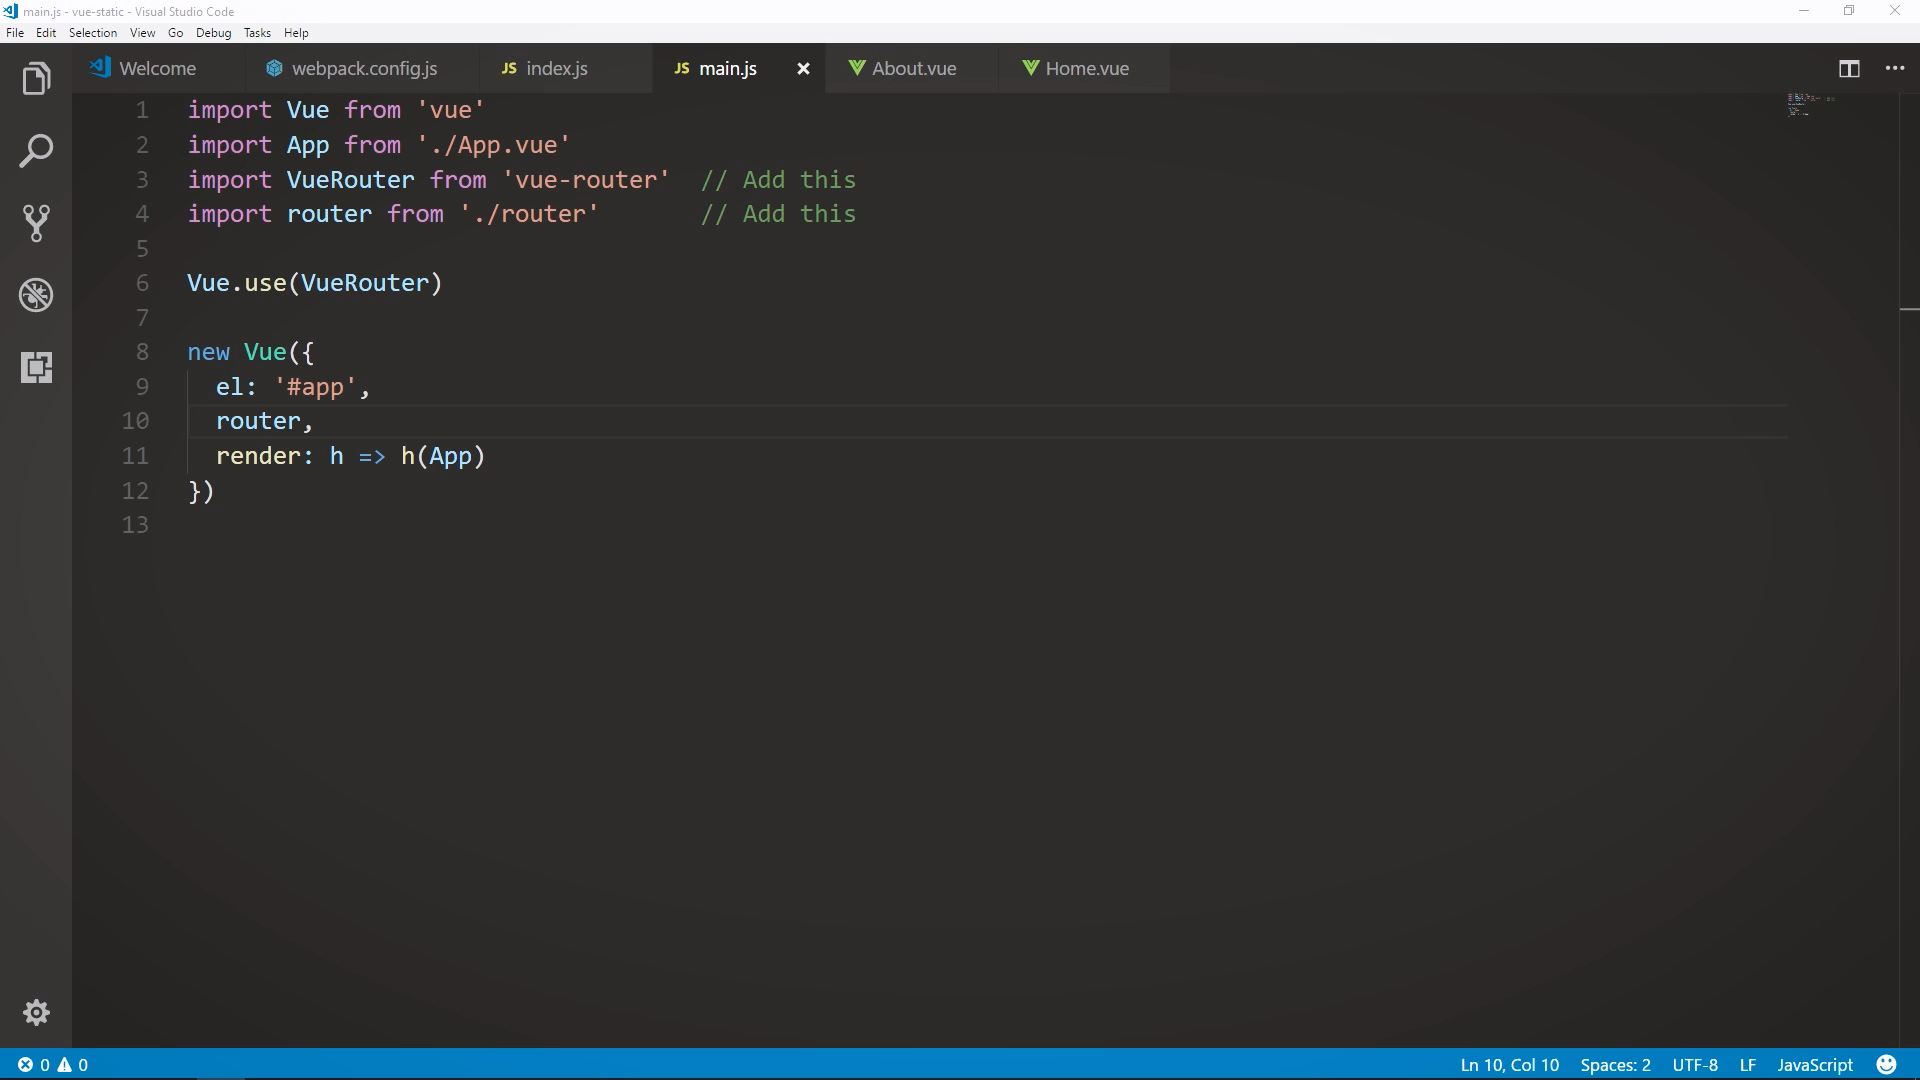 main.js - vue-static - Visual Studio Code
File Edit Selection View Go Debug Tasks Help
Welcome webpack.config.js JS index.js JS main.js × About.vue Home.vue ···
1 import Vue from 'vue'
2 import App from './App.vue'
3 import VueRouter from 'vue-router'  // Add this
4 import router from './router'       // Add this
5
6 Vue.use(VueRouter)
7
8 new Vue({
9   el: '#app',
10   router,
11   render: h => h(App)
12 })
13
0 0 Ln 10, Col 10 Spaces: 2 UTF-8 LF JavaScript